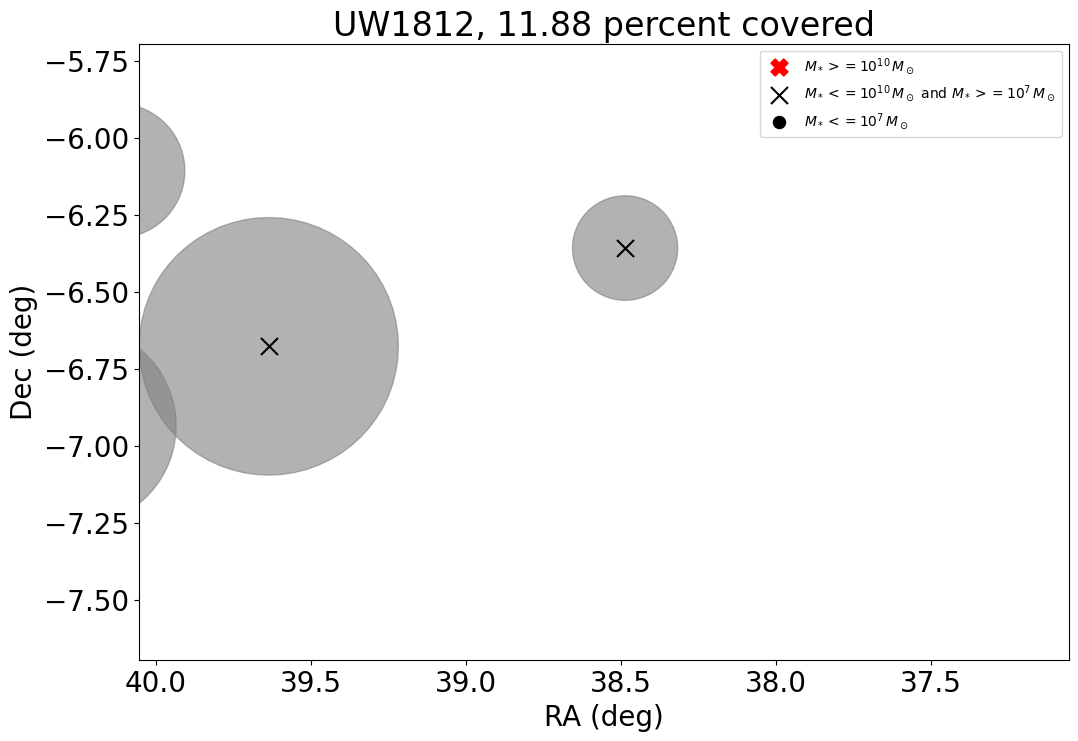 UW1812, 11.88 percent covered
M* >= 10^10 M⊙
M* <= 10^10 M⊙ and M* >= 10^7 M⊙
M* <= 10^7 M⊙
−5.75
−6.00
−6.25
−6.50
−6.75
−7.00
−7.25
−7.50
Dec (deg)
40.0 39.5 39.0 38.5 38.0 37.5
RA (deg)